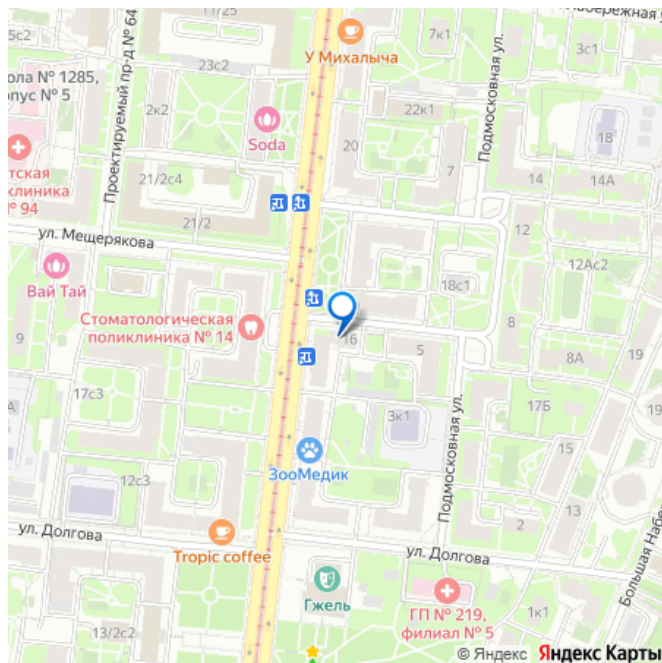 11/25
5с2
23с2
У Михалыча
7к1
3с1
ола № 1285,
рпус № 5
Проектируемый пр-д № 64
2к2
Soda
20
22к1
7
Подмосковная ул.
18
14
14А
тская
клиника
№ 94
21/2с4
21/2
12
12Ас2
ул. Мещерякова
Вай Тай
18с1
8
Стоматологическая
поликлиника № 14
16
5
9
8А
19
17с3
3к1
17Б
19
А
15
ЗооМедик
Подмосковная ул.
12с3
13
2
ул. Долгова
Tropic coffee
ул. Долгова
Гжель
ГП № 219,
филиал № 5
1к1
13/2с2
Большая Набе
© Яндекс Яндекс Карты